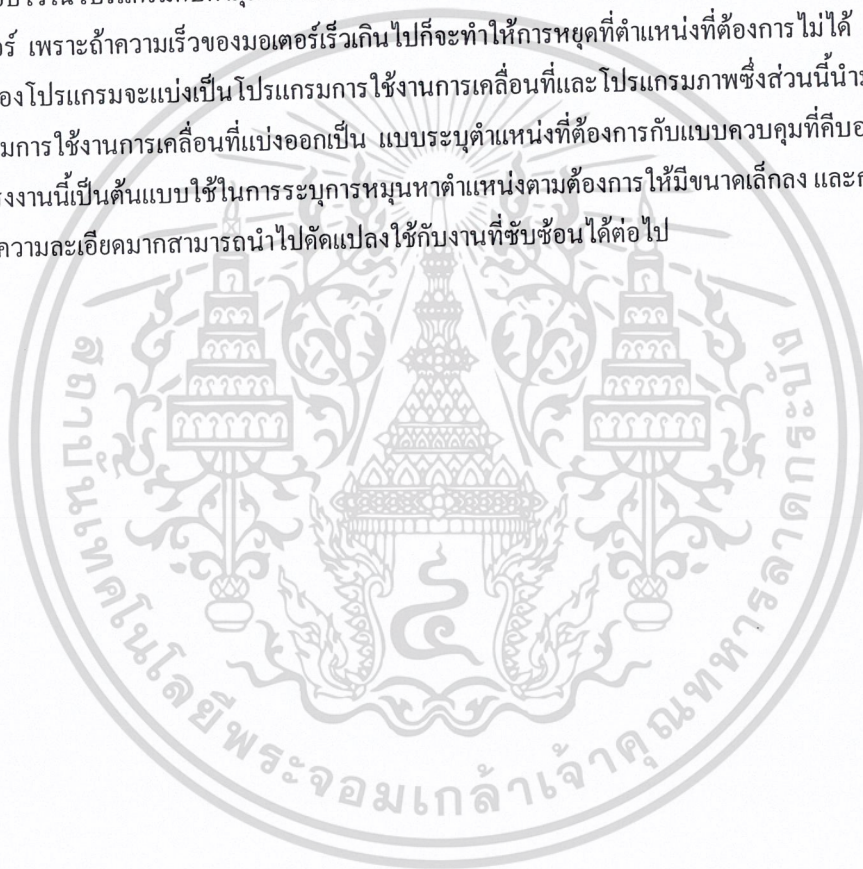 ร์ เพราะถ้าความเร็วของมอเตอร์เร็วเกินไปก็จะทำให้การหยุดที่ตำแหน่งที่ต้องการไม่ได้
องโปรแกรมจะแบ่งเป็นโปรแกรมการใช้งานการเคลื่อนที่และโปรแกรมภาพซึ่งส่วนนี้นำม
มการใช้งานการเคลื่อนที่แบ่งออกเป็น แบบระบุตำแหน่งที่ต้องการกับแบบควบคุมที่คีบอ
รงงานนี้เป็นต้นแบบใช้ในการระบุการหมุนหาตำแหน่งตามต้องการให้มีขนาดเล็กลง และก
ความละเอียดมากสามารถนำไปดัดแปลงใช้กับงานที่ซับซ้อนได้ต่อไป
สถาบันเทคโนโลยีพระจอมเกล้าเจ้าคุณทหารลาดกระบัง